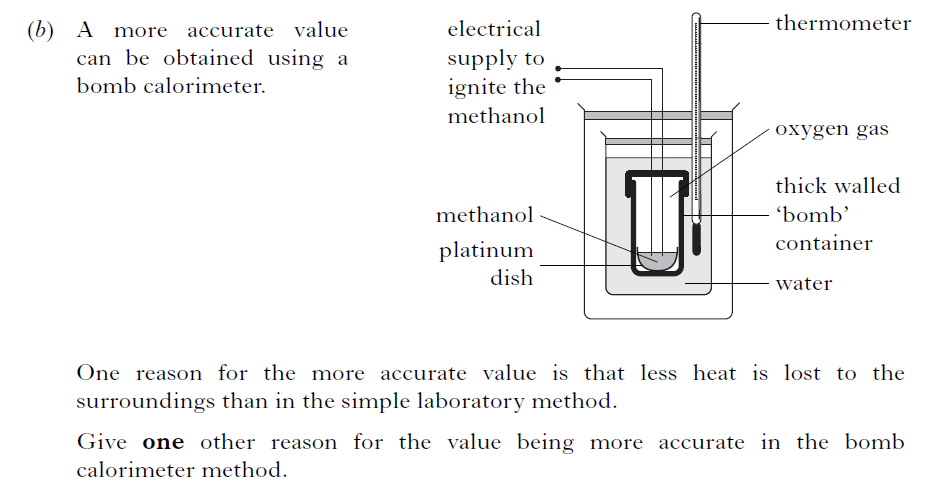 (b) A more accurate value
can be obtained using a
bomb calorimeter.
electrical
supply to
ignite the
methanol
thermometer
oxygen gas
thick walled
‘bomb’
container
methanol
platinum
dish
water
One reason for the more accurate value is that less heat is lost to the
surroundings than in the simple laboratory method.
Give one other reason for the value being more accurate in the bomb
calorimeter method.